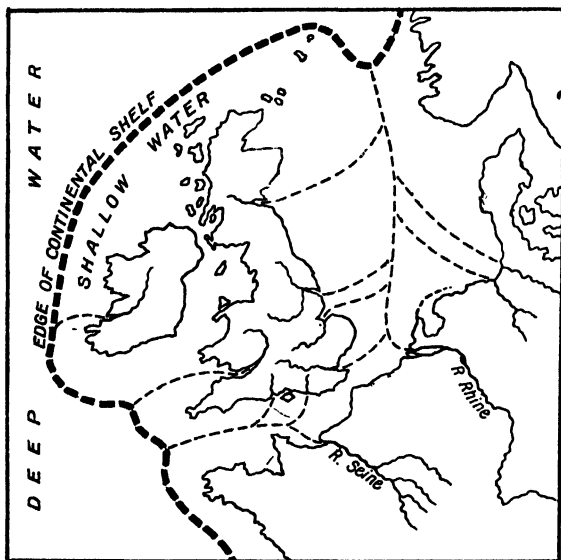 DEEP WATER
EDGE OF CONTINENTAL SHELF
SHALLOW WATER
R Rhine
R. Seine